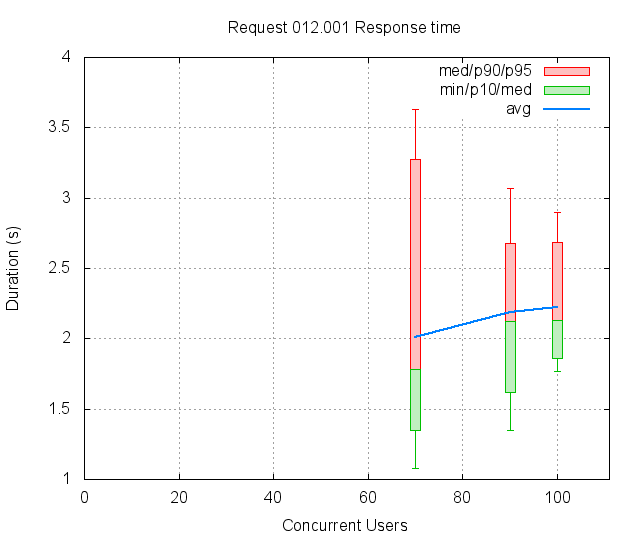 Request 012.001 Response time
med/p90/p95
min/p10/med
avg
4
3.5
3
2.5
2
1.5
1
Duration (s)
0 20 40 60 80 100
Concurrent Users